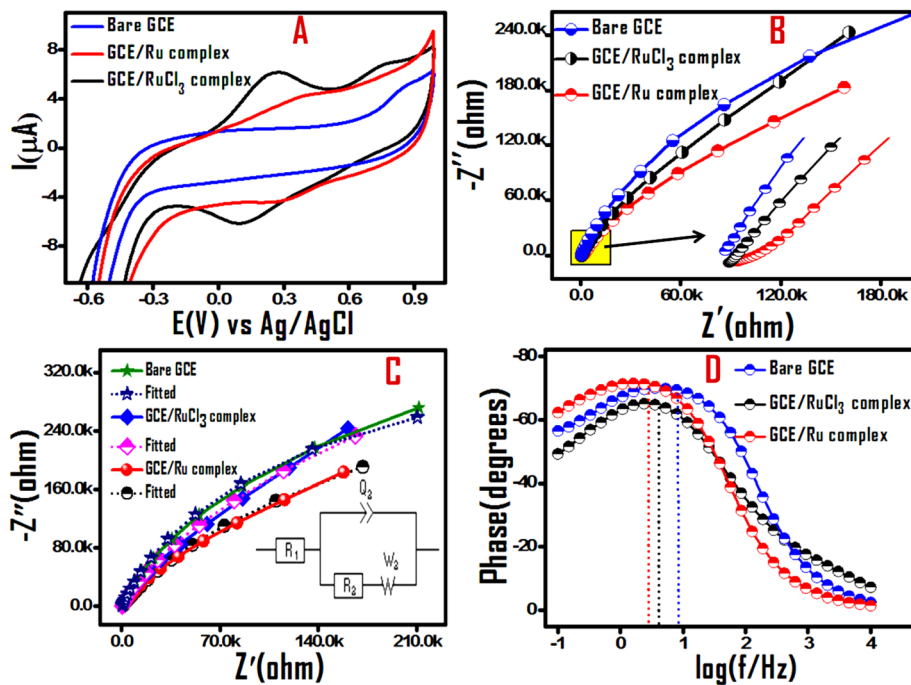 A
Bare GCE
GCE/Ru complex
GCE/RuCl3 complex
I(µA)
8
4
0
-4
-8
-0.6 -0.3 0.0 0.3 0.6 0.9
E(V) vs Ag/AgCl
B
Bare GCE
GCE/RuCl3 complex
GCE/Ru complex
-Z''(ohm)
240.0k
180.0k
120.0k
60.0k
0.0
0.0 60.0k 120.0k 180.0k
Z'(ohm)
C
Bare GCE
Fitted
GCE/RuCl3 complex
Fitted
GCE/Ru complex
Fitted
-Z''(ohm)
320.0k
240.0k
160.0k
80.0k
0.0
Q2
R1
W2
R2
0.0 70.0k 140.0k 210.0k
Z'(ohm)
D
Bare GCE
GCE/RuCl3 complex
GCE/Ru complex
Phase(degrees)
-80
-60
-40
-20
0
-1 0 1 2 3 4
log(f/Hz)